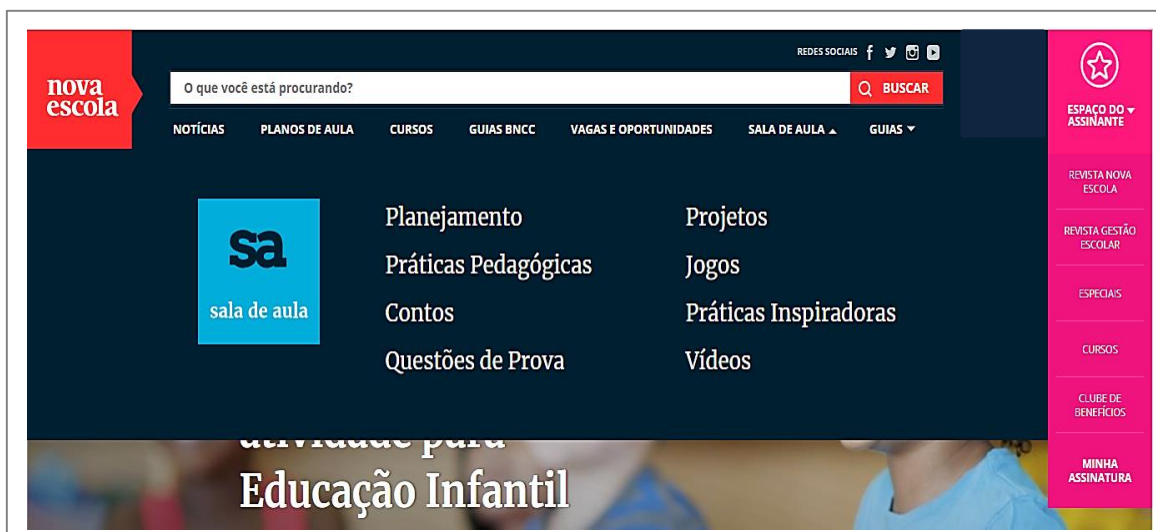 nova
escola
REDES SOCIAIS
O que você está procurando?
BUSCAR
NOTÍCIAS PLANOS DE AULA CURSOS GUIAS BNCC VAGAS E OPORTUNIDADES SALA DE AULA GUIAS
sa
sala de aula
Planejamento
Práticas Pedagógicas
Contos
Questões de Prova
Projetos
Jogos
Práticas Inspiradoras
Vídeos
atividade para
Educação Infantil
ESPAÇO DO
ASSINANTE
REVISTA NOVA
ESCOLA
REVISTA GESTÃO
ESCOLAR
ESPECIAIS
CURSOS
CLUBE DE
BENEFÍCIOS
MINHA
ASSINATURA